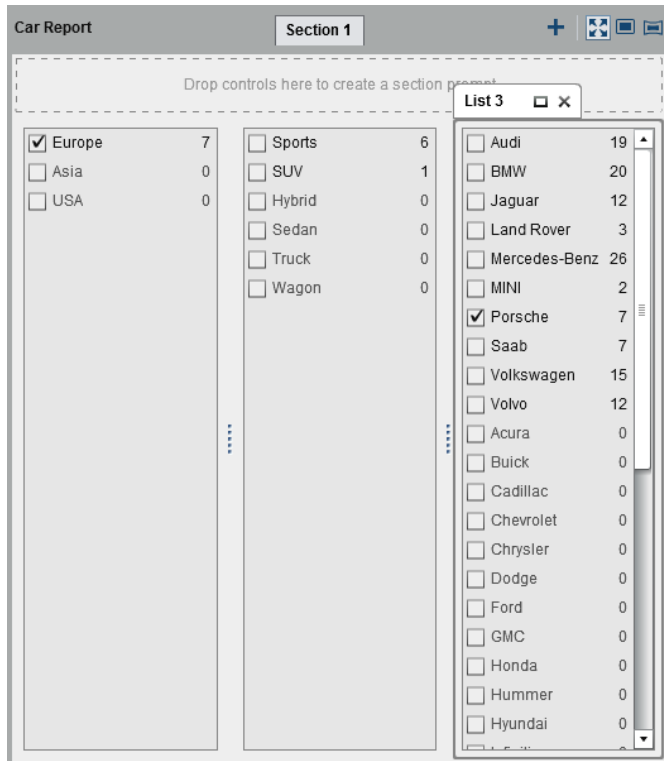 Car Report
Section 1
Drop controls here to create a section prompt
List 3
Europe 7
Asia 0
USA 0
Sports 6
SUV 1
Hybrid 0
Sedan 0
Truck 0
Wagon 0
Audi 19
BMW 20
Jaguar 12
Land Rover 3
Mercedes-Benz 26
MINI 2
Porsche 7
Saab 7
Volkswagen 15
Volvo 12
Acura 0
Buick 0
Cadillac 0
Chevrolet 0
Chrysler 0
Dodge 0
Ford 0
GMC 0
Honda 0
Hummer 0
Hyundai 0